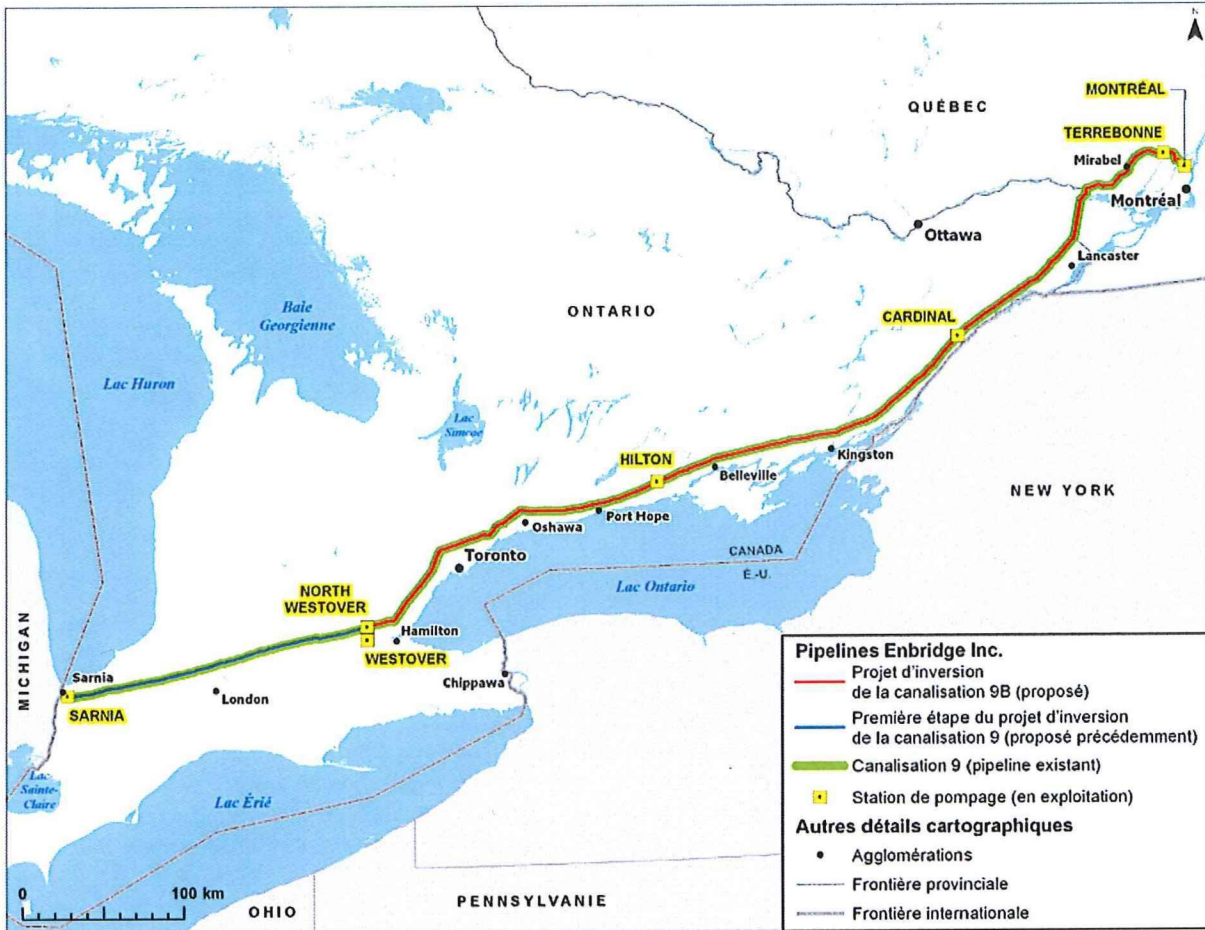 N
QUÉBEC
MONTRÉAL
TERREBONNE
Mirabel
Montréal
Ottawa
Lancaster
Baie
Georgienne
ONTARIO
CARDINAL
Lac Huron
Lac
Simcoe
HILTON
Kingston
Belleville
NEW YORK
Port Hope
Oshawa
Toronto
CANADA
É.-U.
Lac Ontario
NORTH
WESTOVER
Hamilton
WESTOVER
MICHIGAN
Sarnia
SARNIA
London
Chippawa
Lac
Sainte-
Claire
Lac Érié
0 100 km
OHIO
PENNSYLVANIE
Pipelines Enbridge Inc.
Projet d'inversion
de la canalisation 9B (proposé)
Première étape du projet d'inversion
de la canalisation 9 (proposé précédemment)
Canalisation 9 (pipeline existant)
Station de pompage (en exploitation)
Autres détails cartographiques
Agglomérations
Frontière provinciale
Frontière internationale